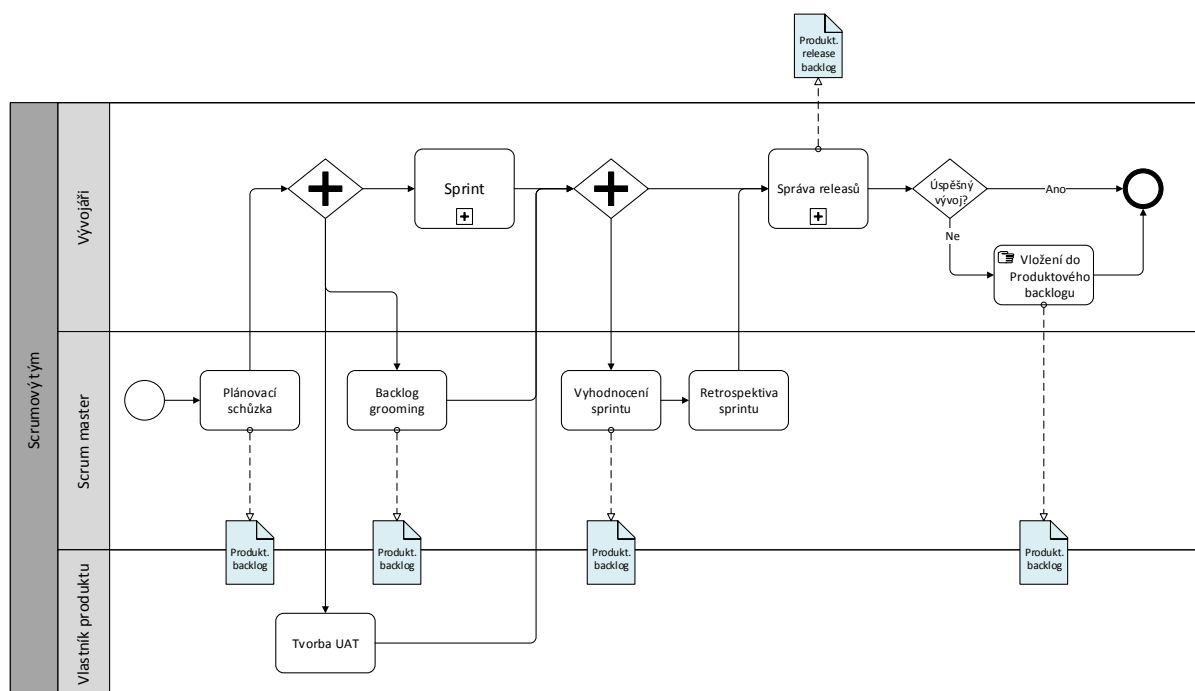 Produkt.
release
backlog
Scrumový tým
Vývojáři
Sprint
Správa releasů
Úspěšný
vývoj?
Ano
Ne
Vložení do
Produktového
backlogu
Scrum master
Plánovací
schůzka
Backlog
grooming
Vyhodnocení
sprintu
Retrospektiva
sprintu
Produkt.
backlog
Produkt.
backlog
Produkt.
backlog
Produkt.
backlog
Vlastník produktu
Tvorba UAT